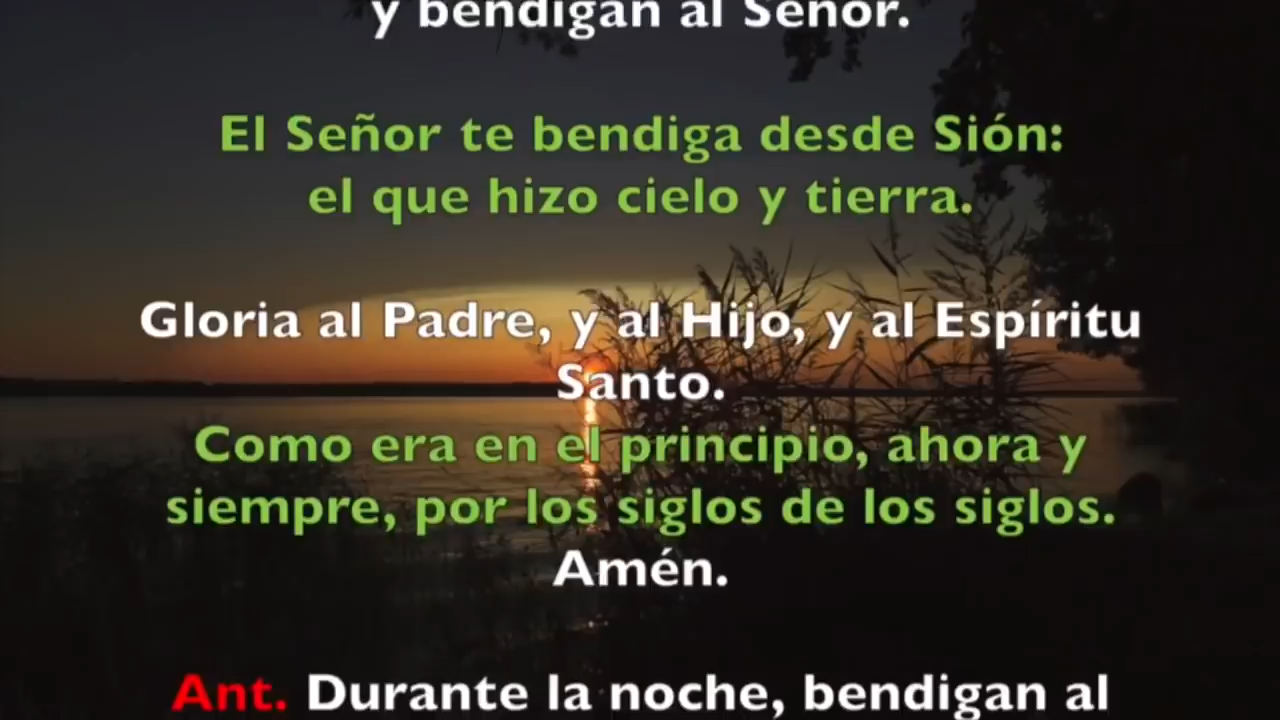 y bendigan al Señor.
El Señor te bendiga desde Sión:
el que hizo cielo y tierra.
Gloria al Padre, y al Hijo, y al Espíritu
Santo.
Como era en el principio, ahora y
siempre, por los siglos de los siglos.
Amén.
Ant. Durante la noche, bendigan al